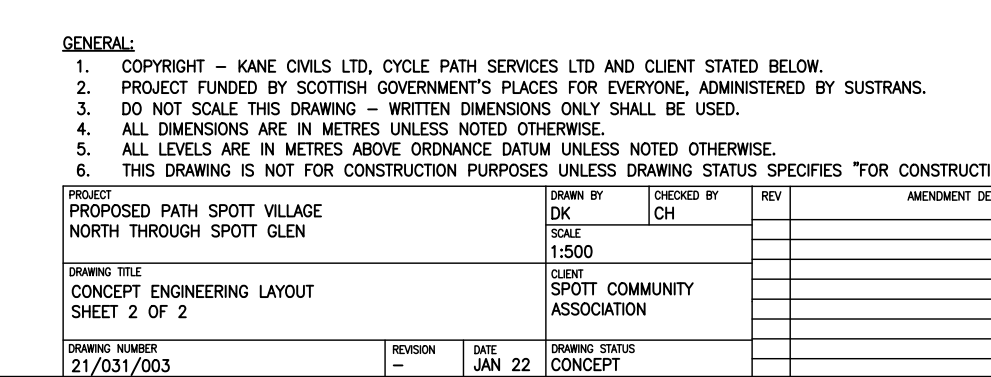 GENERAL:
1. COPYRIGHT – KANE CIVILS LTD, CYCLE PATH SERVICES LTD AND CLIENT STATED BELOW.
2. PROJECT FUNDED BY SCOTTISH GOVERNMENT'S PLACES FOR EVERYONE, ADMINISTERED BY SUSTRANS.
3. DO NOT SCALE THIS DRAWING – WRITTEN DIMENSIONS ONLY SHALL BE USED.
4. ALL DIMENSIONS ARE IN METRES UNLESS NOTED OTHERWISE.
5. ALL LEVELS ARE IN METRES ABOVE ORDNANCE DATUM UNLESS NOTED OTHERWISE.
6. THIS DRAWING IS NOT FOR CONSTRUCTION PURPOSES UNLESS DRAWING STATUS SPECIFIES "FOR CONSTRUCTI
PROJECT
PROPOSED PATH SPOTT VILLAGE
NORTH THROUGH SPOTT GLEN
DRAWN BY
DK
CHECKED BY
CH
SCALE
1:500
REV
AMENDMENT DE
DRAWING TITLE
CONCEPT ENGINEERING LAYOUT
SHEET 2 OF 2
CLIENT
SPOTT COMMUNITY
ASSOCIATION
DRAWING NUMBER
21/031/003
REVISION
–
DATE
JAN 22
DRAWING STATUS
CONCEPT